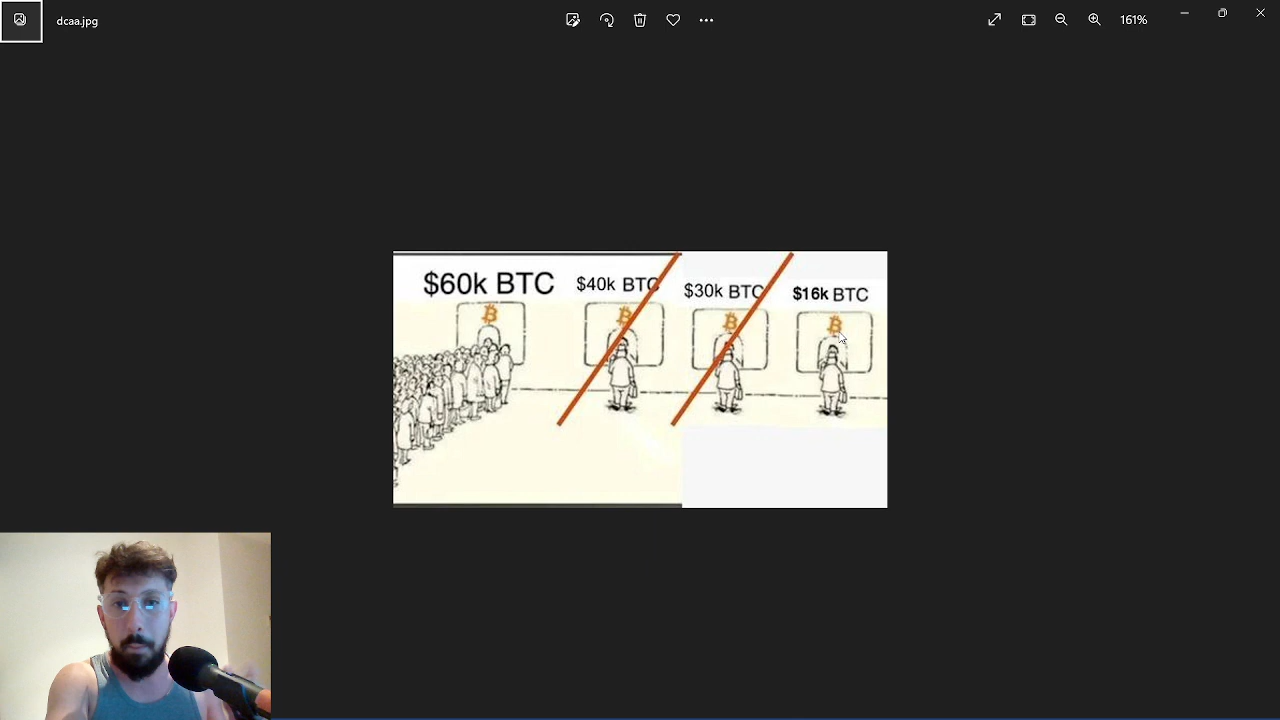 dcaa.jpg
161%
$60k BTC
$40k BTC
$30k BTC
$16k BTC